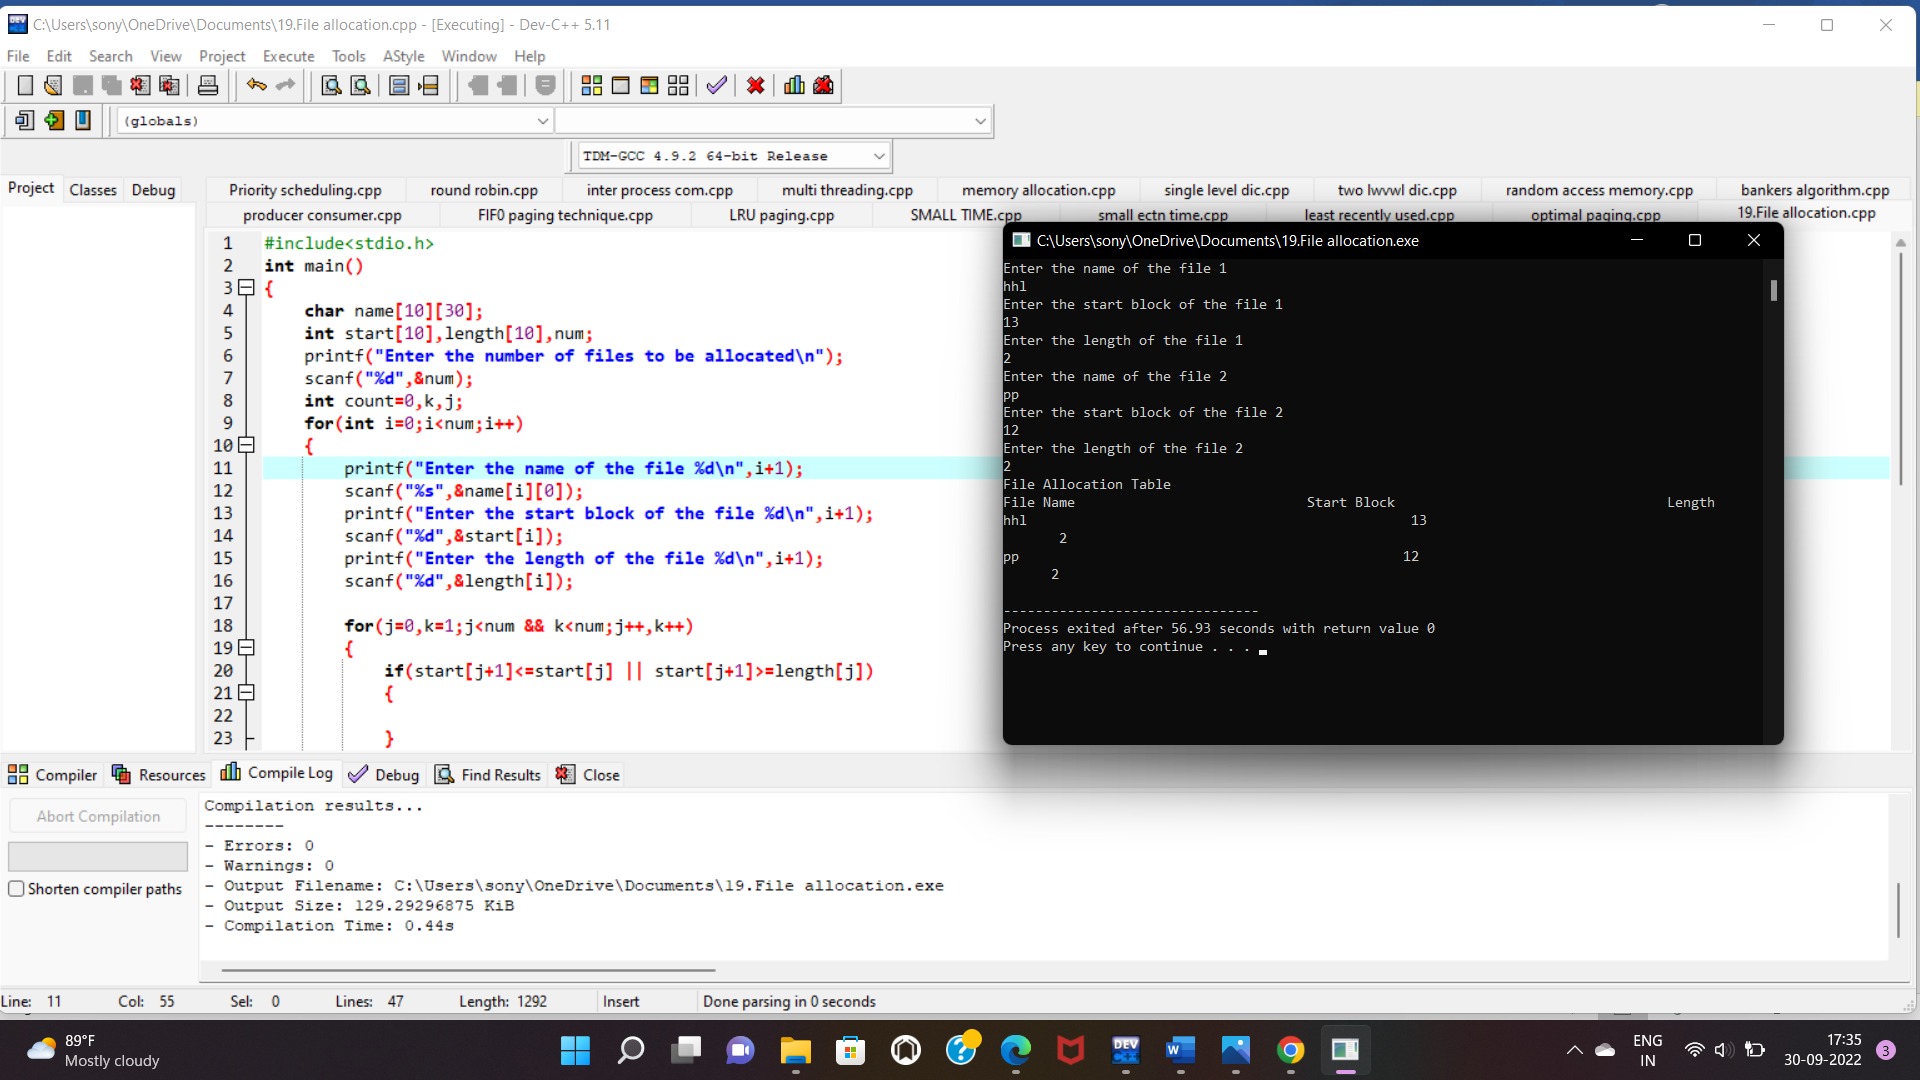 C:\Users\sony\OneDrive\Documents\19.File allocation.cpp - [Executing] - Dev-C++ 5.11
File Edit Search View Project Execute Tools AStyle Window Help
(globals)
TDM-GCC 4.9.2 64-bit Release
Project Classes Debug
Priority scheduling.cpp round robin.cpp inter process com.cpp multi threading.cpp memory allocation.cpp single level dic.cpp two lwvwl dic.cpp random access memory.cpp bankers algorithm.cpp
producer consumer.cpp FIF0 paging technique.cpp LRU paging.cpp SMALL TIME.cpp small ectn time.cpp least recently used.cpp optimal paging.cpp 19.File allocation.cpp
1 #include<stdio.h>
2 int main()
3 {
4 char name[10][30];
5 int start[10],length[10],num;
6 printf("Enter the number of files to be allocated\n");
7 scanf("%d",&num);
8 int count=0,k,j;
9 for(int i=0;i<num;i++)
10 {
11 printf("Enter the name of the file %d\n",i+1);
12 scanf("%s",&name[i][0]);
13 printf("Enter the start block of the file %d\n",i+1);
14 scanf("%d",&start[i]);
15 printf("Enter the length of the file %d\n",i+1);
16 scanf("%d",&length[i]);
17
18 for(j=0,k=1;j<num && k<num;j++,k++)
19 {
20 if(start[j+1]<=start[j] || start[j+1]>=length[j])
21 {
22
23 }
C:\Users\sony\OneDrive\Documents\19.File allocation.exe
Enter the name of the file 1
hhl
Enter the start block of the file 1
13
Enter the length of the file 1
2
Enter the name of the file 2
pp
Enter the start block of the file 2
12
Enter the length of the file 2
2
File Allocation Table
File Name Start Block Length
hhl 13
2
pp 12
2
--------------------------------
Process exited after 56.93 seconds with return value 0
Press any key to continue . . .
Compiler Resources Compile Log Debug Find Results Close
Abort Compilation
Shorten compiler paths
Compilation results...
--------
- Errors: 0
- Warnings: 0
- Output Filename: C:\Users\sony\OneDrive\Documents\19.File allocation.exe
- Output Size: 129.29296875 KiB
- Compilation Time: 0.44s
Line: 11 Col: 55 Sel: 0 Lines: 47 Length: 1292 Insert Done parsing in 0 seconds
89°F
Mostly cloudy
DEV
C++
W
ENG
IN
17:35
30-09-2022
3